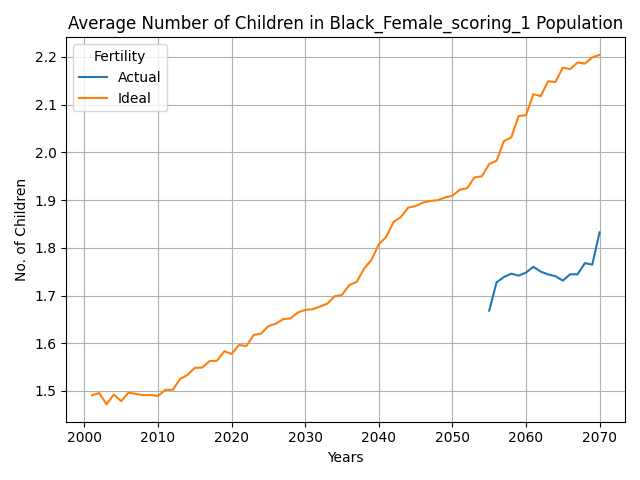 Average Number of Children in Black_Female_scoring_1 Population
Fertility
Actual
Ideal
No. of Children
2.2
2.1
2.0
1.9
1.8
1.7
1.6
1.5
2000 2010 2020 2030 2040 2050 2060 2070
Years